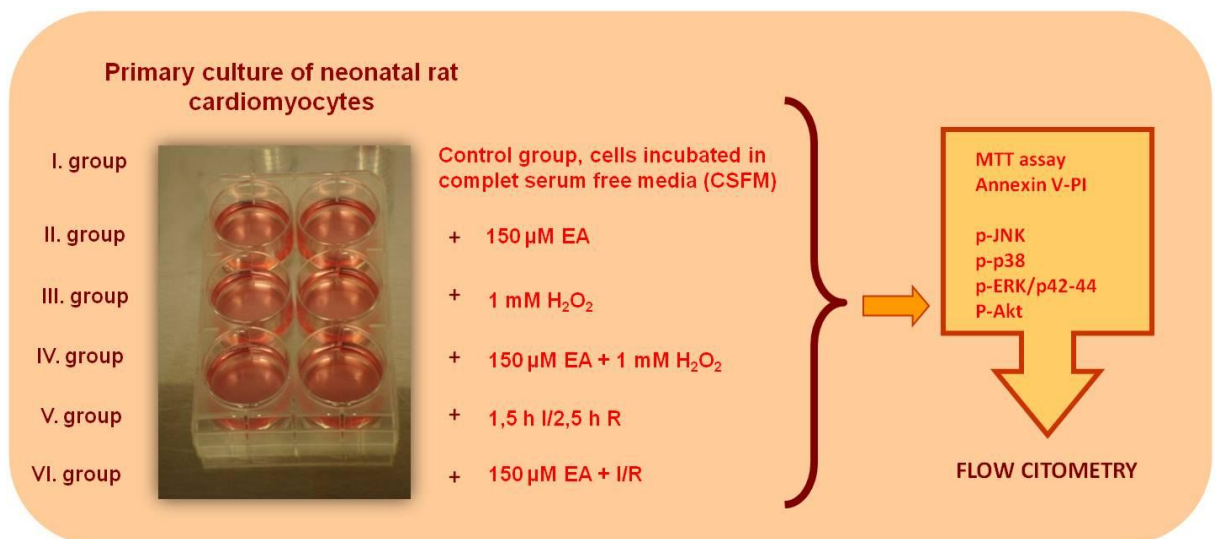 Primary culture of neonatal rat
cardiomyocytes
I. group
Control group, cells incubated in
complet serum free media (CSFM)
II. group
+ 150 µM EA
III. group
+ 1 mM H₂O₂
IV. group
+ 150 µM EA + 1 mM H₂O₂
V. group
+ 1,5 h I/2,5 h R
VI. group
+ 150 µM EA + I/R
MTT assay
Annexin V-PI
p-JNK
p-p38
p-ERK/p42-44
P-Akt
FLOW CITOMETRY